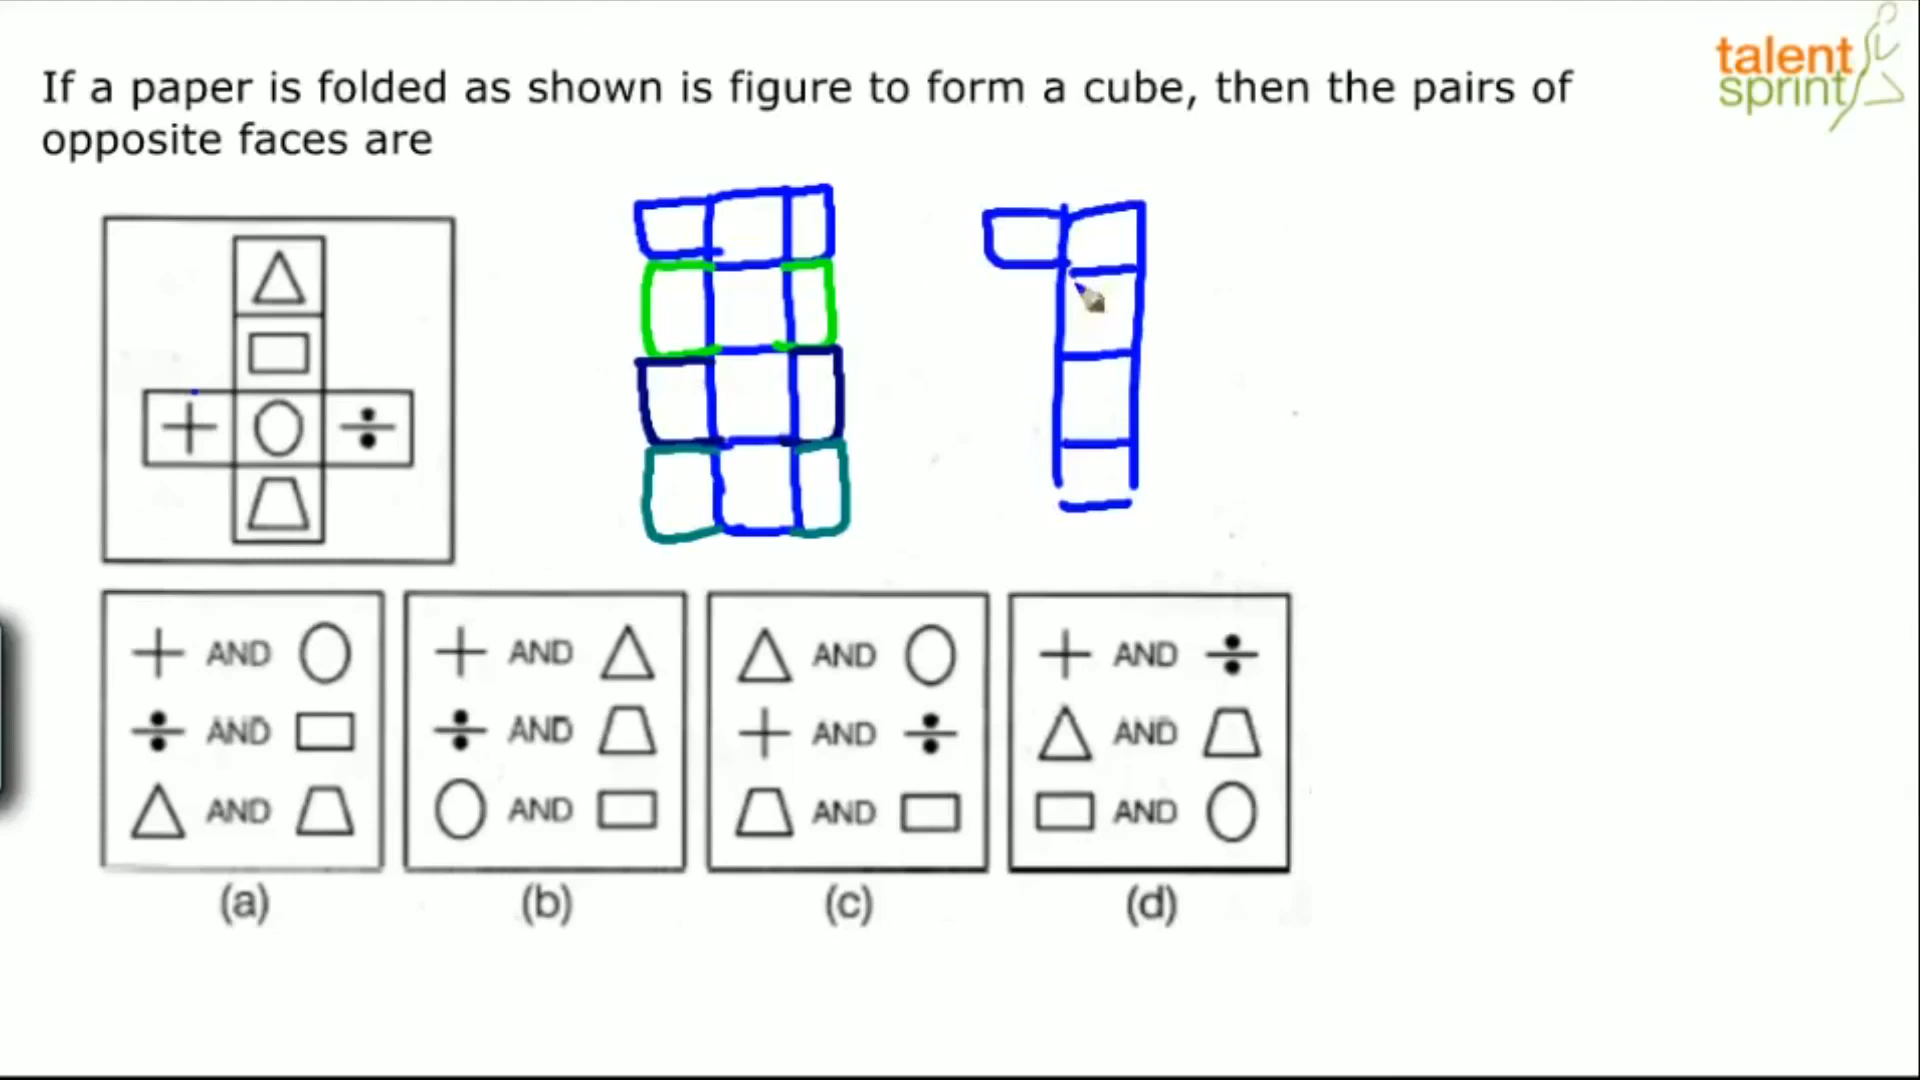 talent
sprint
If a paper is folded as shown is figure to form a cube, then the pairs of
opposite faces are
+ ÷
+ AND
÷ AND
AND
(a)
+ AND
÷ AND
AND
(b)
AND
+ AND ÷
AND
(c)
+ AND ÷
AND
AND
(d)